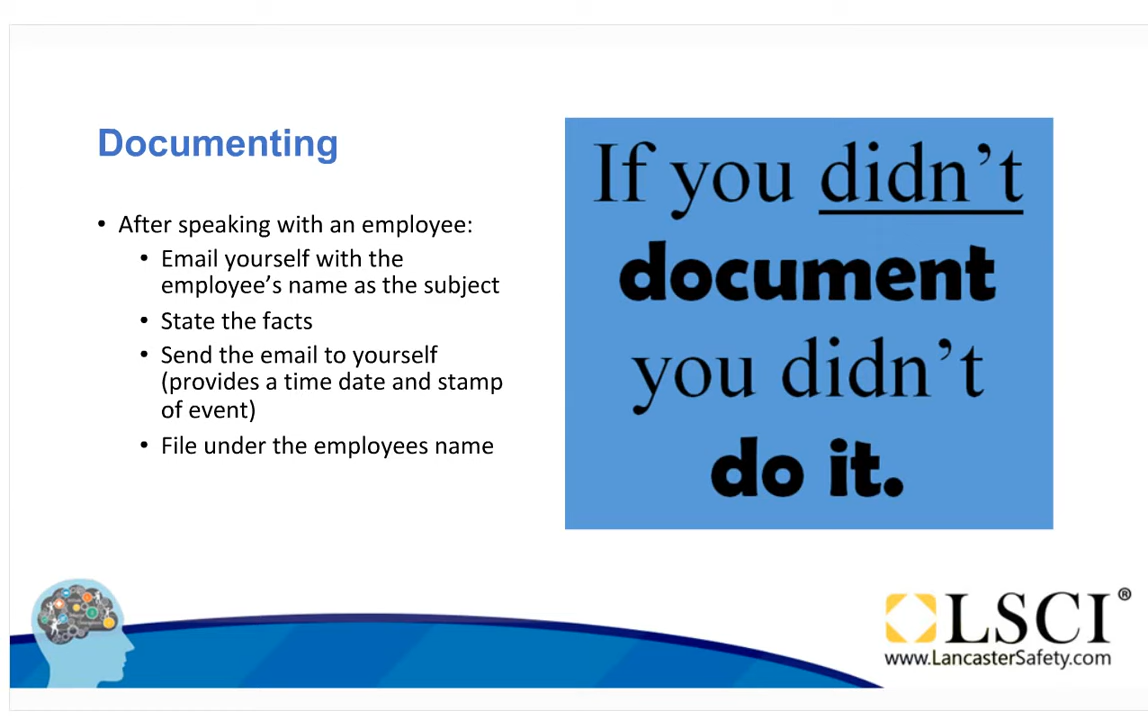 Documenting
• After speaking with an employee:
• Email yourself with the
employee's name as the subject
• State the facts
• Send the email to yourself
(provides a time date and stamp
of event)
• File under the employees name
If you didn't
document
you didn't
do it.
LSCI®
www.LancasterSafety.com